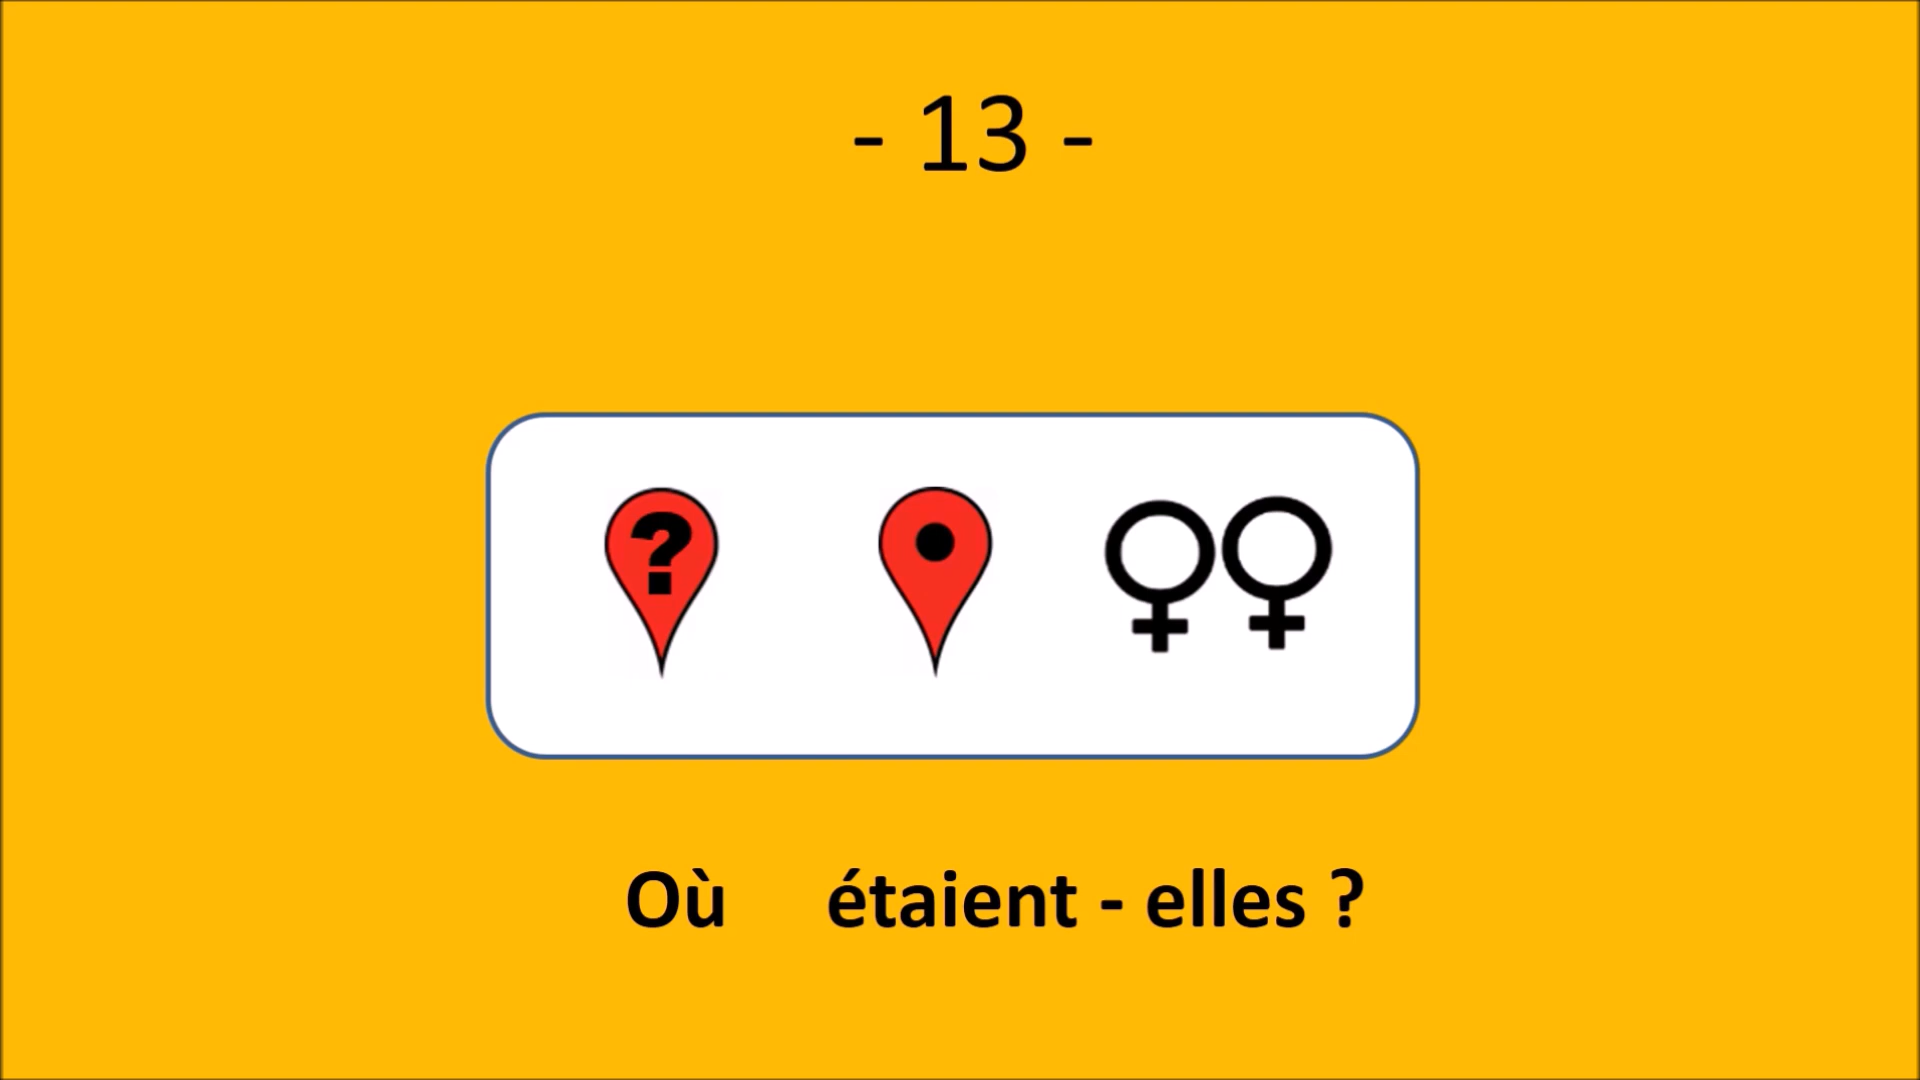 - 13 -
?
Où étaient - elles ?